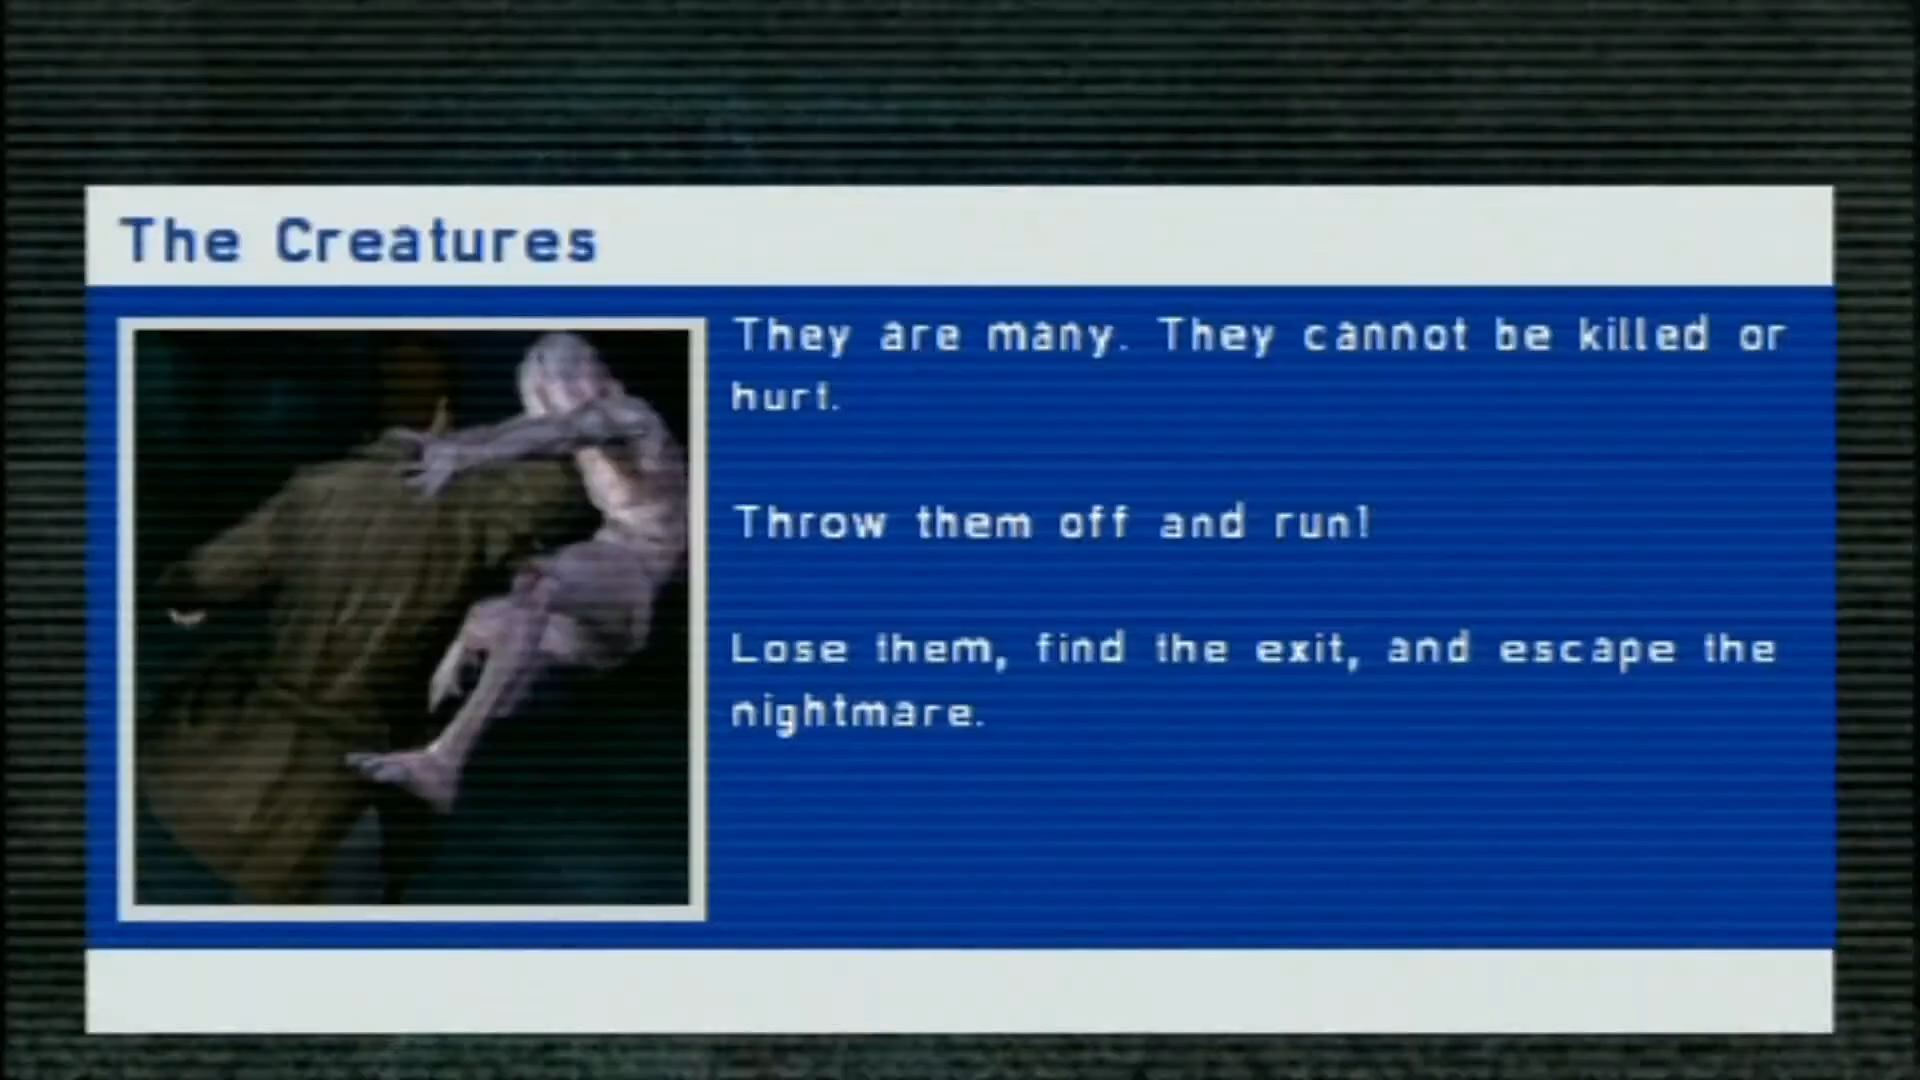 The Creatures
They are many. They cannot be killed or
hurt.
Throw them off and run!
Lose them, find the exit, and escape the
nightmare.